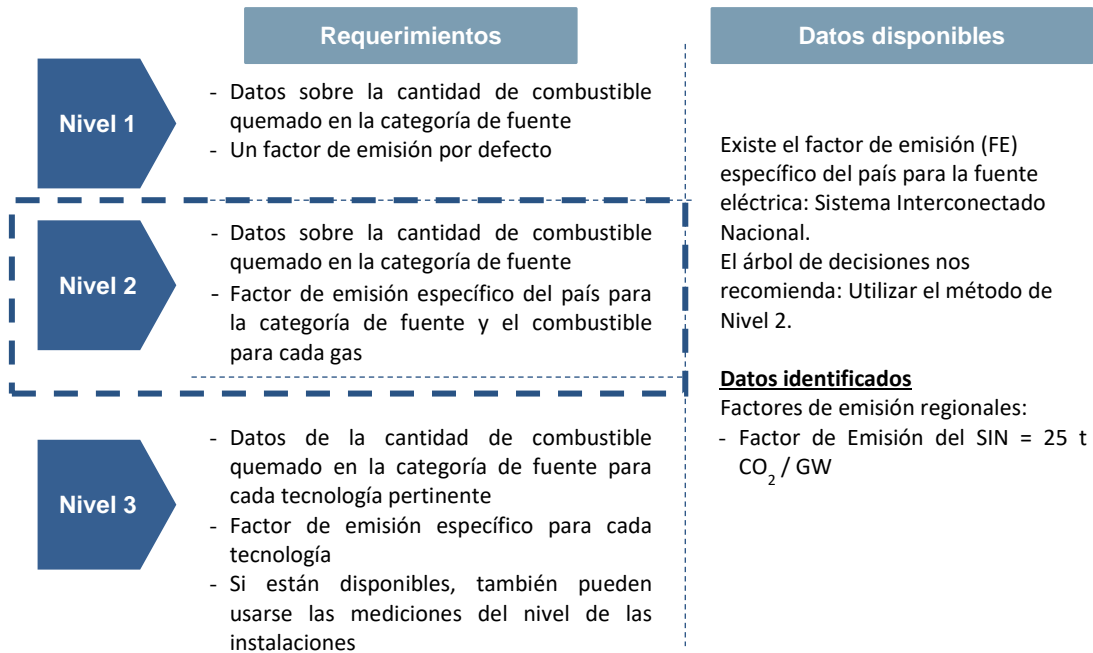 Requerimientos
Datos disponibles
Nivel 1
- Datos sobre la cantidad de combustible
quemado en la categoría de fuente
- Un factor de emisión por defecto
Nivel 2
- Datos sobre la cantidad de combustible
quemado en la categoría de fuente
- Factor de emisión específico del país para
la categoría de fuente y el combustible
para cada gas
Nivel 3
- Datos de la cantidad de combustible
quemado en la categoría de fuente para
cada tecnología pertinente
- Factor de emisión específico para cada
tecnología
- Si están disponibles, también pueden
usarse las mediciones del nivel de las
instalaciones
Existe el factor de emisión (FE)
específico del país para la fuente
eléctrica: Sistema Interconectado
Nacional.
El árbol de decisiones nos
recomienda: Utilizar el método de
Nivel 2.
Datos identificados
Factores de emisión regionales:
- Factor de Emisión del SIN = 25 t
CO2 / GW